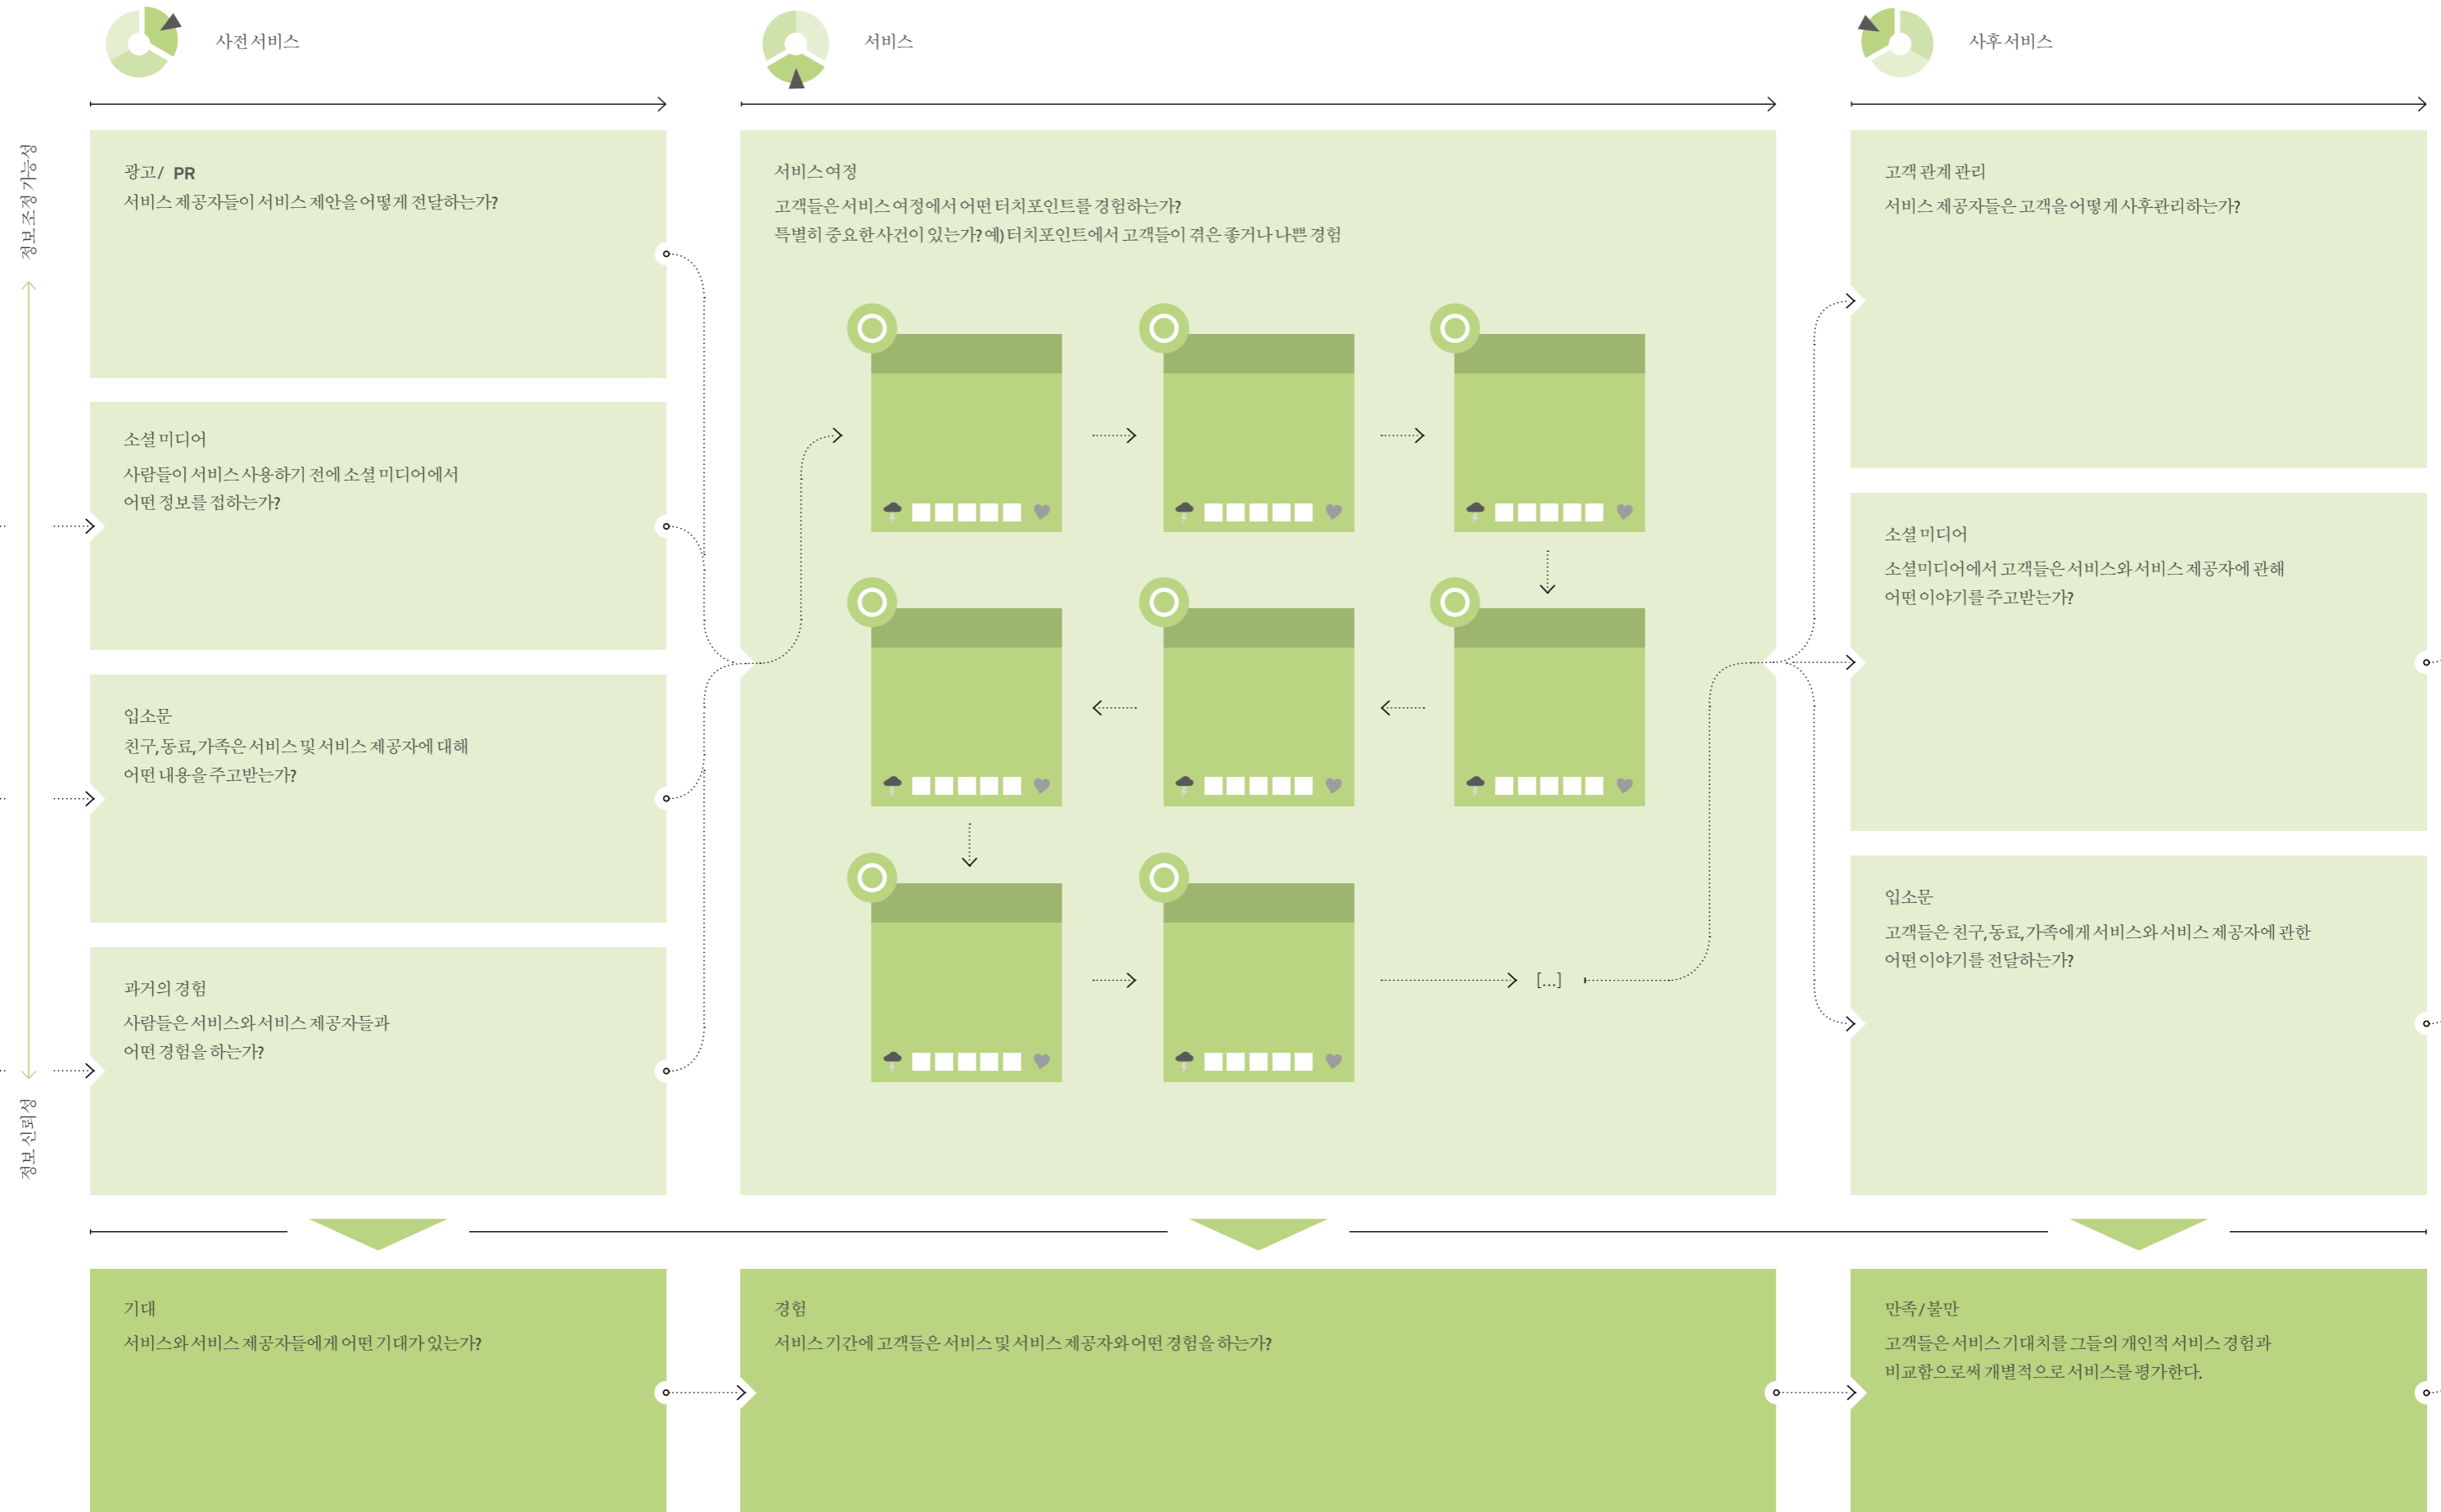 사전 서비스
서비스
사후 서비스
정보 조정 가능성
정보 신뢰성
광고 / PR
서비스 제공자들이 서비스 제안을 어떻게 전달하는가?
소셜 미디어
사람들이 서비스 사용하기 전에 소셜 미디어에서
어떤 정보를 접하는가?
입소문
친구, 동료, 가족은 서비스 및 서비스 제공자에 대해
어떤 내용을 주고받는가?
과거의 경험
사람들은 서비스와 서비스 제공자들과
어떤 경험을 하는가?
서비스 여정
고객들은 서비스 여정에서 어떤 터치포인트를 경험하는가?
특별히 중요한 사건이 있는가? 예) 터치포인트에서 고객들이 겪은 좋거나 나쁜 경험
[...]
고객 관계 관리
서비스 제공자들은 고객을 어떻게 사후관리하는가?
소셜 미디어
소셜미디어에서 고객들은 서비스와 서비스 제공자에 관해
어떤 이야기를 주고받는가?
입소문
고객들은 친구, 동료, 가족에게 서비스와 서비스 제공자에 관한
어떤 이야기를 전달하는가?
기대
서비스와 서비스 제공자들에게 어떤 기대가 있는가?
경험
서비스 기간에 고객들은 서비스 및 서비스 제공자와 어떤 경험을 하는가?
만족 / 불만
고객들은 서비스 기대치를 그들의 개인적 서비스 경험과
비교함으로써 개별적으로 서비스를 평가한다.